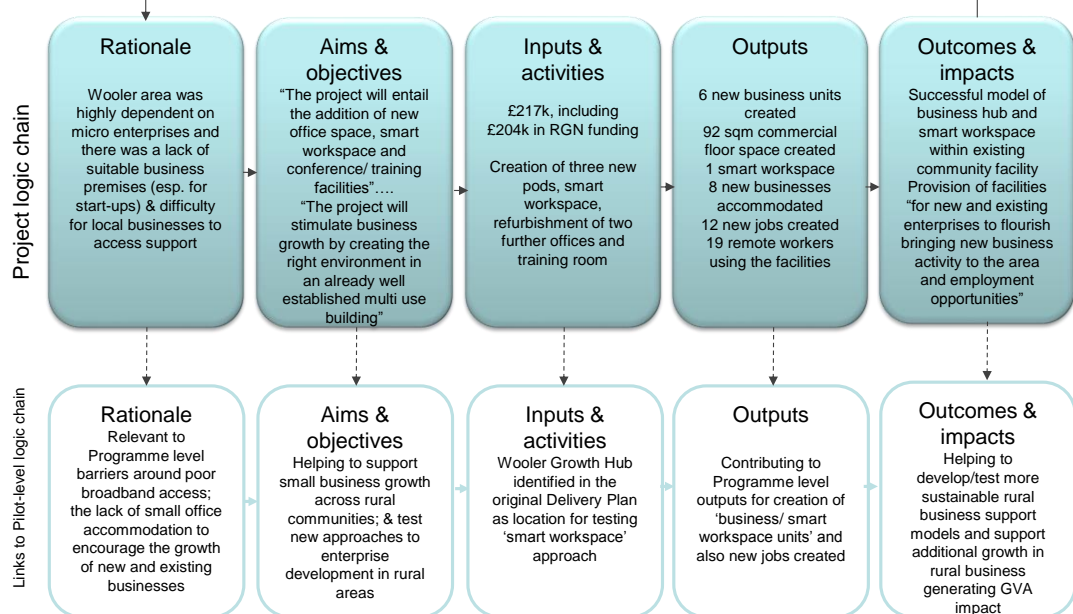 Project logic chain
Rationale
Wooler area was
highly dependent on
micro enterprises and
there was a lack of
suitable business
premises (esp. for
start-ups) & difficulty
for local businesses to
access support
Aims &
objectives
“The project will entail
the addition of new
office space, smart
workspace and
conference/ training
facilities”….
“The project will
stimulate business
growth by creating the
right environment in
an already well
established multi use
building”
Inputs &
activities
£217k, including
£204k in RGN funding
Creation of three new
pods, smart
workspace,
refurbishment of two
further offices and
training room
Outputs
6 new business units
created
92 sqm commercial
floor space created
1 smart workspace
8 new businesses
accommodated
12 new jobs created
19 remote workers
using the facilities
Outcomes &
impacts
Successful model of
business hub and
smart workspace
within existing
community facility
Provision of facilities
“for new and existing
enterprises to flourish
bringing new business
activity to the area
and employment
opportunities”
Links to Pilot-level logic chain
Rationale
Relevant to
Programme level
barriers around poor
broadband access;
the lack of small office
accommodation to
encourage the growth
of new and existing
businesses
Aims &
objectives
Helping to support
small business growth
across rural
communities; & test
new approaches to
enterprise
development in rural
areas
Inputs &
activities
Wooler Growth Hub
identified in the
original Delivery Plan
as location for testing
‘smart workspace’
approach
Outputs
Contributing to
Programme level
outputs for creation of
‘business/ smart
workspace units’ and
also new jobs created
Outcomes &
impacts
Helping to
develop/test more
sustainable rural
business support
models and support
additional growth in
rural business
generating GVA
impact